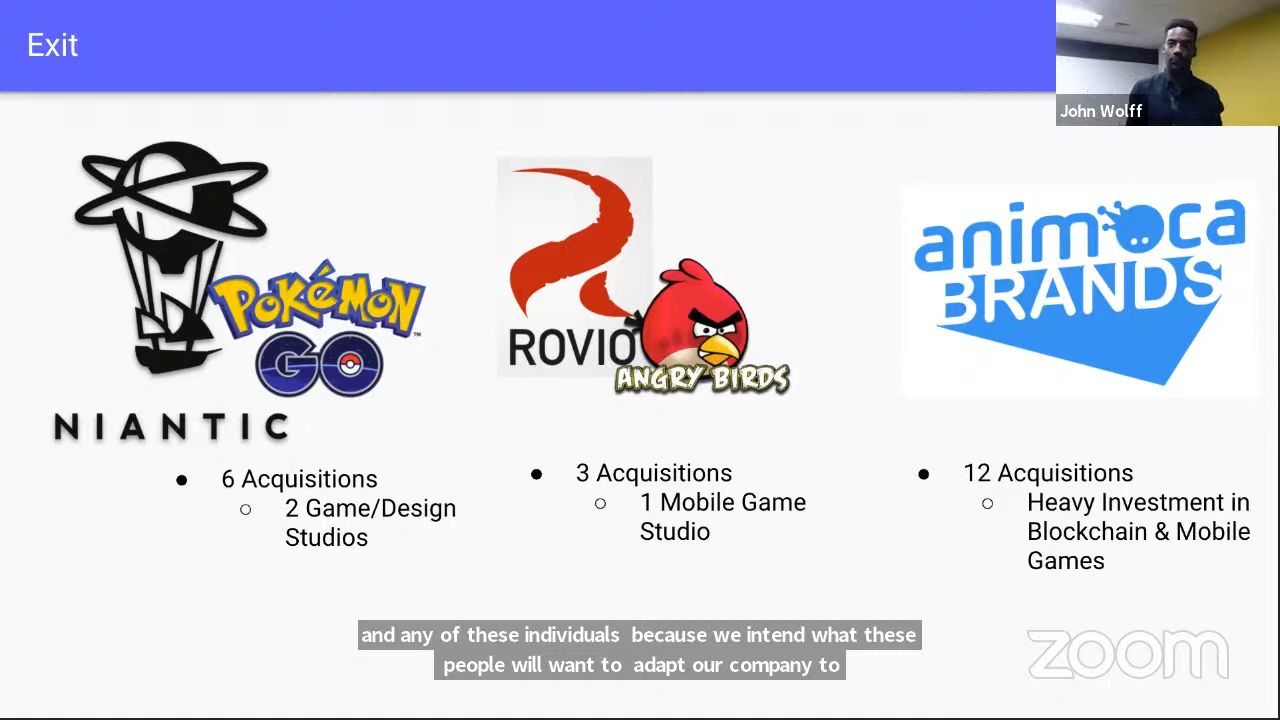 Exit
John Wolff
POKéMON
GO
NIANTIC
ROVIO
ANGRY BIRDS
animoca
BRANDS
● 6 Acquisitions
○ 2 Game/Design
Studios
● 3 Acquisitions
○ 1 Mobile Game
Studio
● 12 Acquisitions
○ Heavy Investment in
Blockchain & Mobile
Games
and any of these individuals because we intend what these
people will want to adapt our company to
zoom